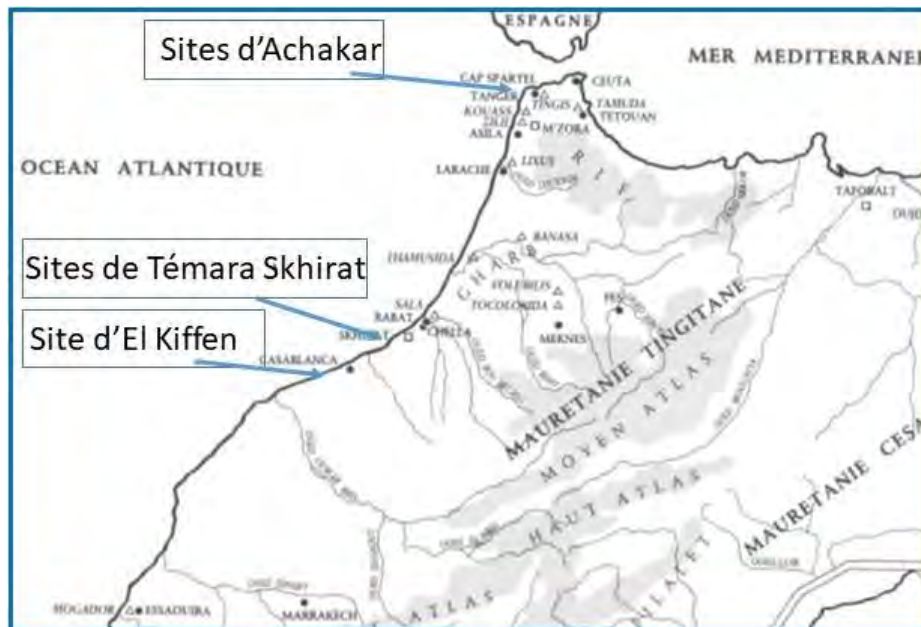 ESPAGNE
Sites d'Achakar
MER MEDITERRANEE
CAP SPARTEL
CEUTA
TANGER
TINGIS
TAMUDA
KOUASS
TETOUAN
ZILIL
M'ZORA
ASILA
OCEAN ATLANTIQUE
RIF
LARACHE
LIXUS
TAFORALT
BANASA
Sites de Témara Skhirat
THAMUSIDA
GHARB
VOLUBILIS
SALA
TOCOLOSIDA
FES
RABAT
CHELLA
Site d'El Kiffen
MEKNES
CASABLANCA
MAURETANIE TINGITANE
MOYEN ATLAS
MAURETANIE CESA
HAUT ATLAS
ATLAS
MOGADOR
ESSAOUIRA
MARRAKECH